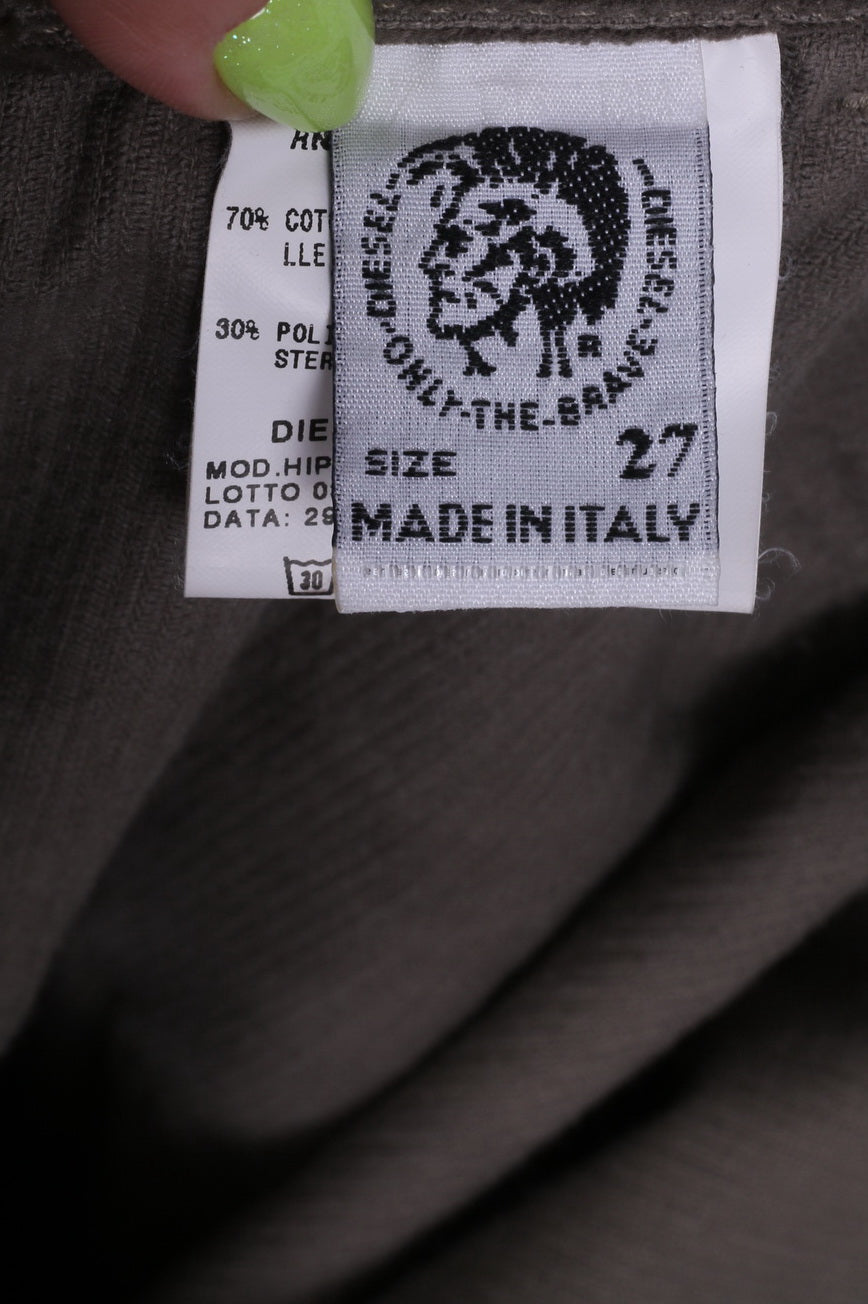 70% COT
30% POLI
STER
DIE
MOD.HIP
LOTTO 0
DATA: 29
30
DIESEL
DIESEL
ONLY-THE-BRAVE
R
SIZE 27
MADE IN ITALY